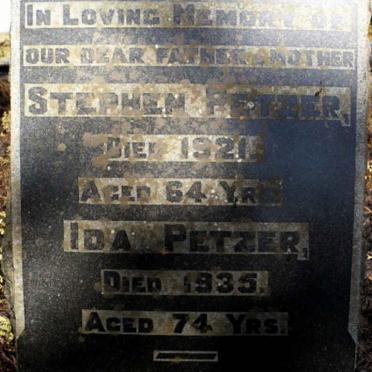 IN LOVING MEMORY OF
OUR DEAR FATHER & MOTHER
STEPHEN PETZER,
DIED 1921.
AGED 64 YRS.
IDA PETZER,
DIED 1935.
AGED 74 YRS.